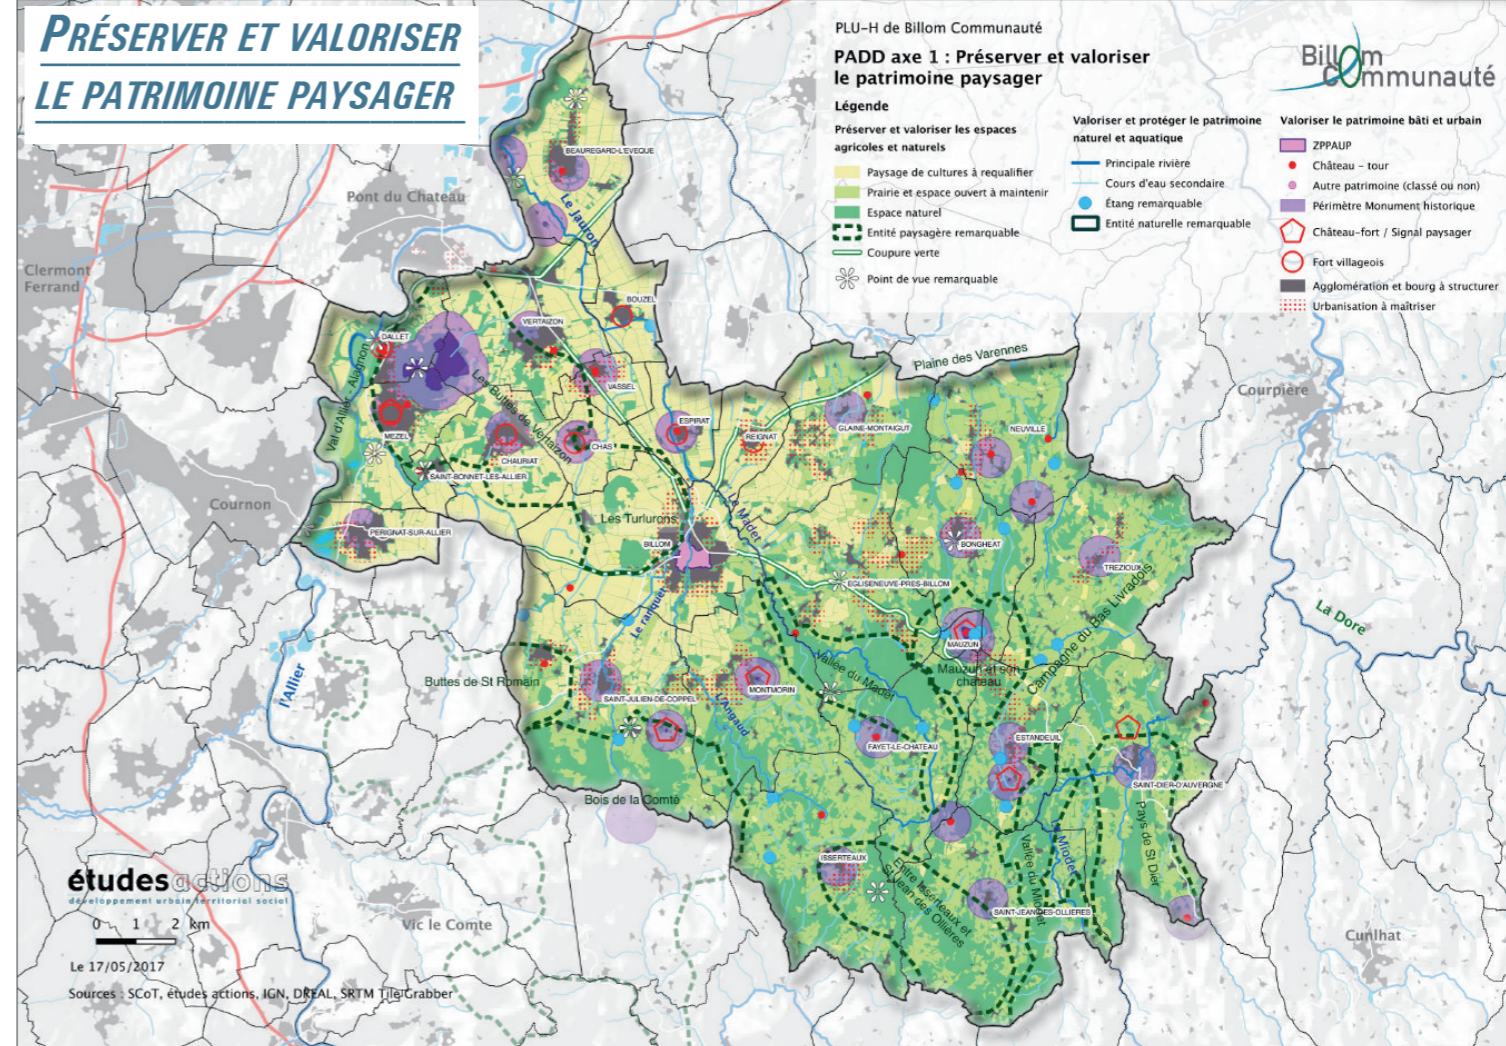 PRÉSERVER ET VALORISER
LE PATRIMOINE PAYSAGER
PLU-H de Billom Communauté
PADD axe 1 : Préserver et valoriser
le patrimoine paysager
Billom
Communauté
Légende
Préserver et valoriser les espaces
agricoles et naturels
Paysage de cultures à requalifier
Prairie et espace ouvert à maintenir
Espace naturel
Entité paysagère remarquable
Coupure verte
Point de vue remarquable
Valoriser et protéger le patrimoine
naturel et aquatique
Principale rivière
Cours d'eau secondaire
Étang remarquable
Entité naturelle remarquable
Valoriser le patrimoine bâti et urbain
ZPPAUP
Château - tour
Autre patrimoine (classé ou non)
Périmètre Monument historique
Château-fort / Signal paysager
Fort villageois
Agglomération et bourg à structurer
Urbanisation à maîtriser
BEAUREGARD-L'EVEQUE
Pont du Chateau
Le Jauron
Clermont
Ferrand
BOUZEL
VERTAIZON
DALLET
Plaine des Varennes
Val d'Allier - Alagnon
Les Buttes de Vertaizon
VASSEL
Courpière
MEZEL
ESPIRAT
REIGNAT
GLAINE-MONTAIGUT
NEUVILLE
CHAS
CHAURIAT
SAINT-BONNET-LES-ALLIER
Cournon
Le Madet
Les Turlurons
PERIGNAT-SUR-ALLIER
BILLOM
BONGHEAT
TREZIOUX
EGLISENEUVE-PRES-BILLOM
Le ranquet
La Dore
Campagne du Bas Livradois
MAUZUN
Mauzun et son
chateau
Vallée du Madet
l'Allier
Buttes de St Romain
MONTMORIN
SAINT-JULIEN-DE-COPPEL
L'Angaud
ESTANDEUIL
FAYET-LE-CHATEAU
SAINT-DIER-D'AUVERGNE
Bois de la Comté
Pays de St Dier
Vallée du Miodet
Miodet
ISSERTEAUX
Entre Isserteaux et
St Jean des Ollières
SAINT-JEAN-DES-OLLIERES
études actions
développement urbain territorial social
0 1 2 km
Vic le Comte
Cunlhat
Le 17/05/2017
Sources : SCoT, études actions, IGN, DREAL, SRTM Tile Grabber